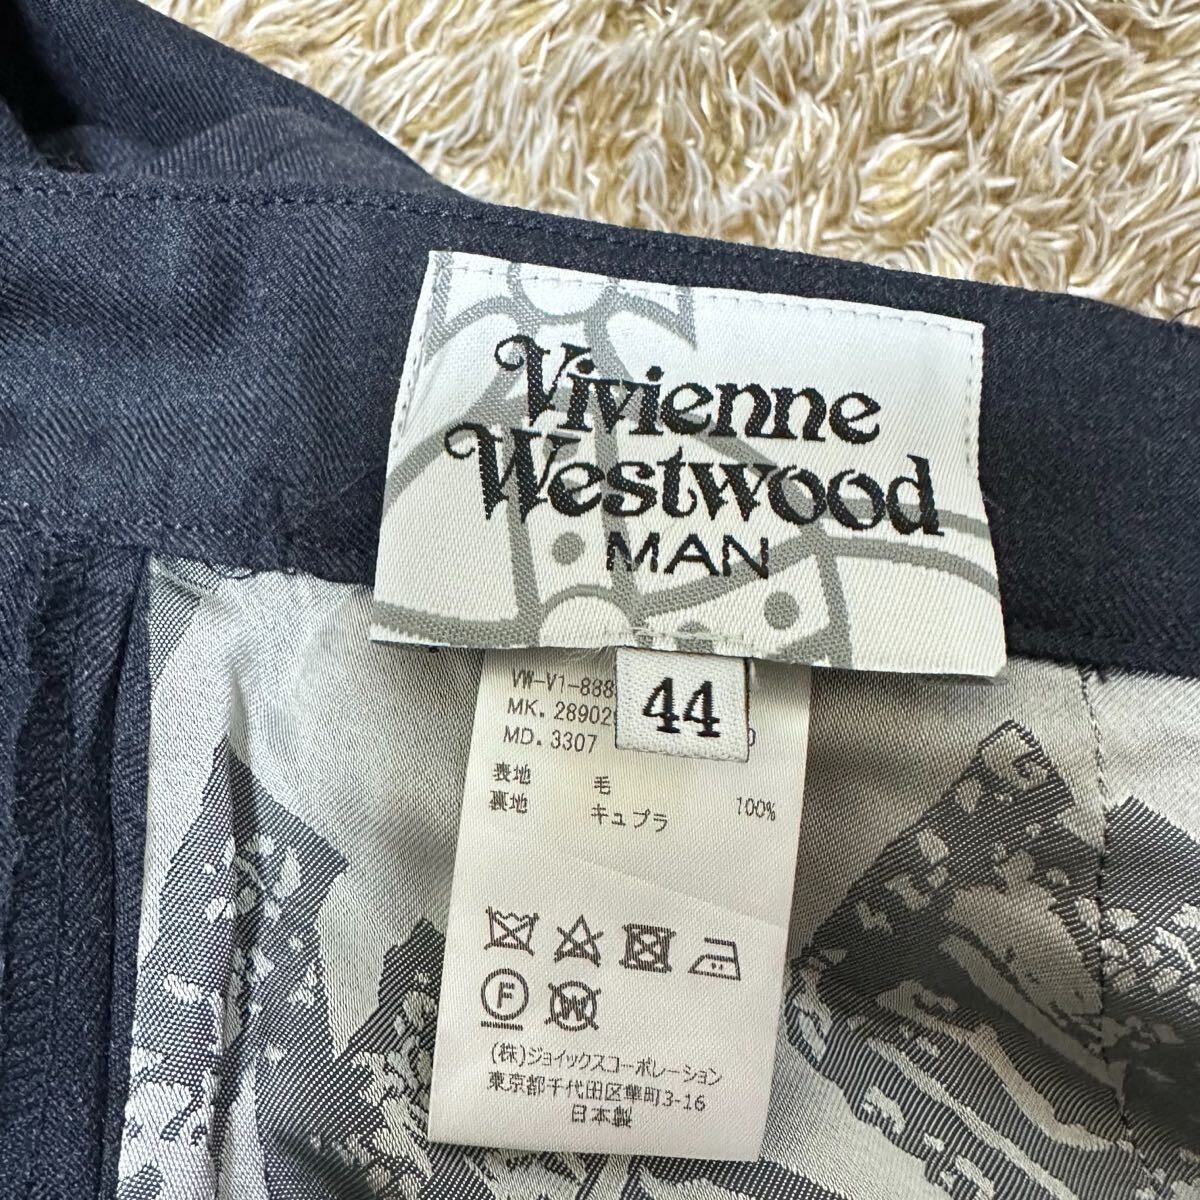 Vivienne
Westwood
MAN
44
VW-V1-888
MK. 28902
MD. 3307
表地 毛
裏地 キュプラ 100%
F
W
(株)ジョイックスコーポレーション
東京都千代田区隼町3-16
日本製